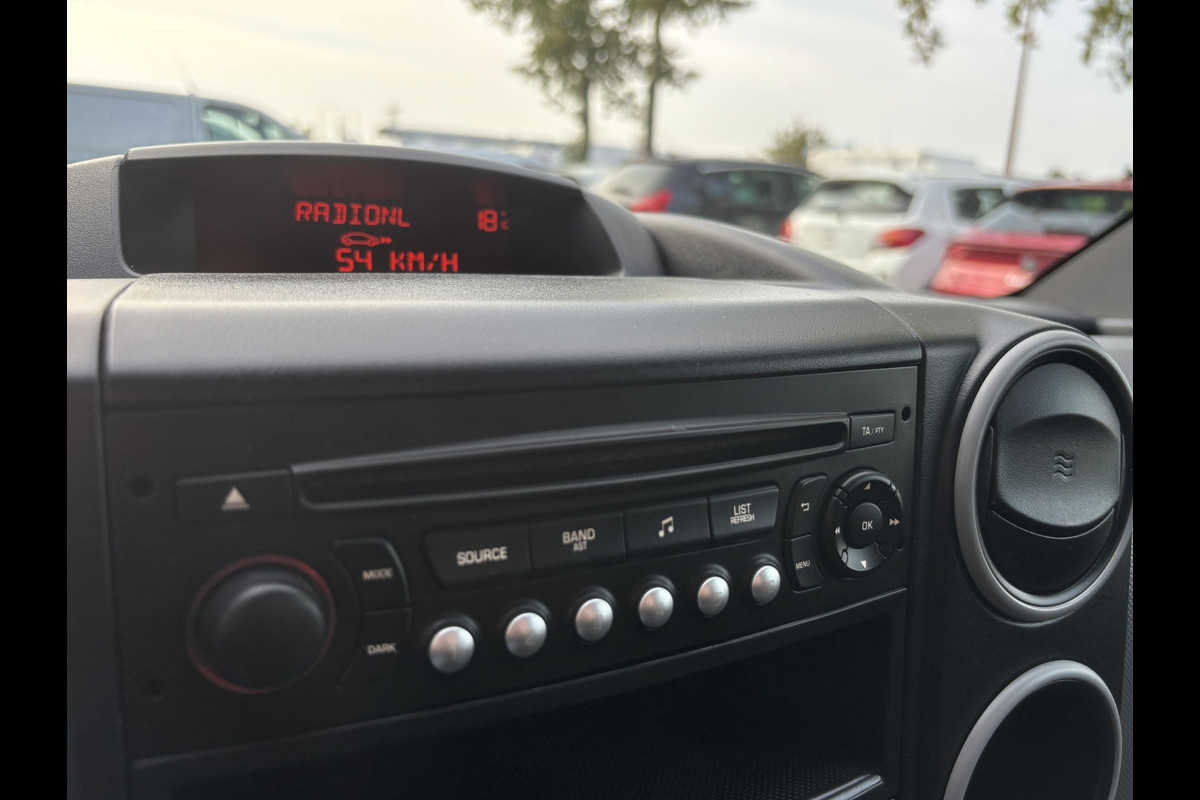 RADIONL
18°C
54 KM/H
TA / PTY
SOURCE
BAND
AST
LIST
REFRESH
OK
MENU
MODE
DARK